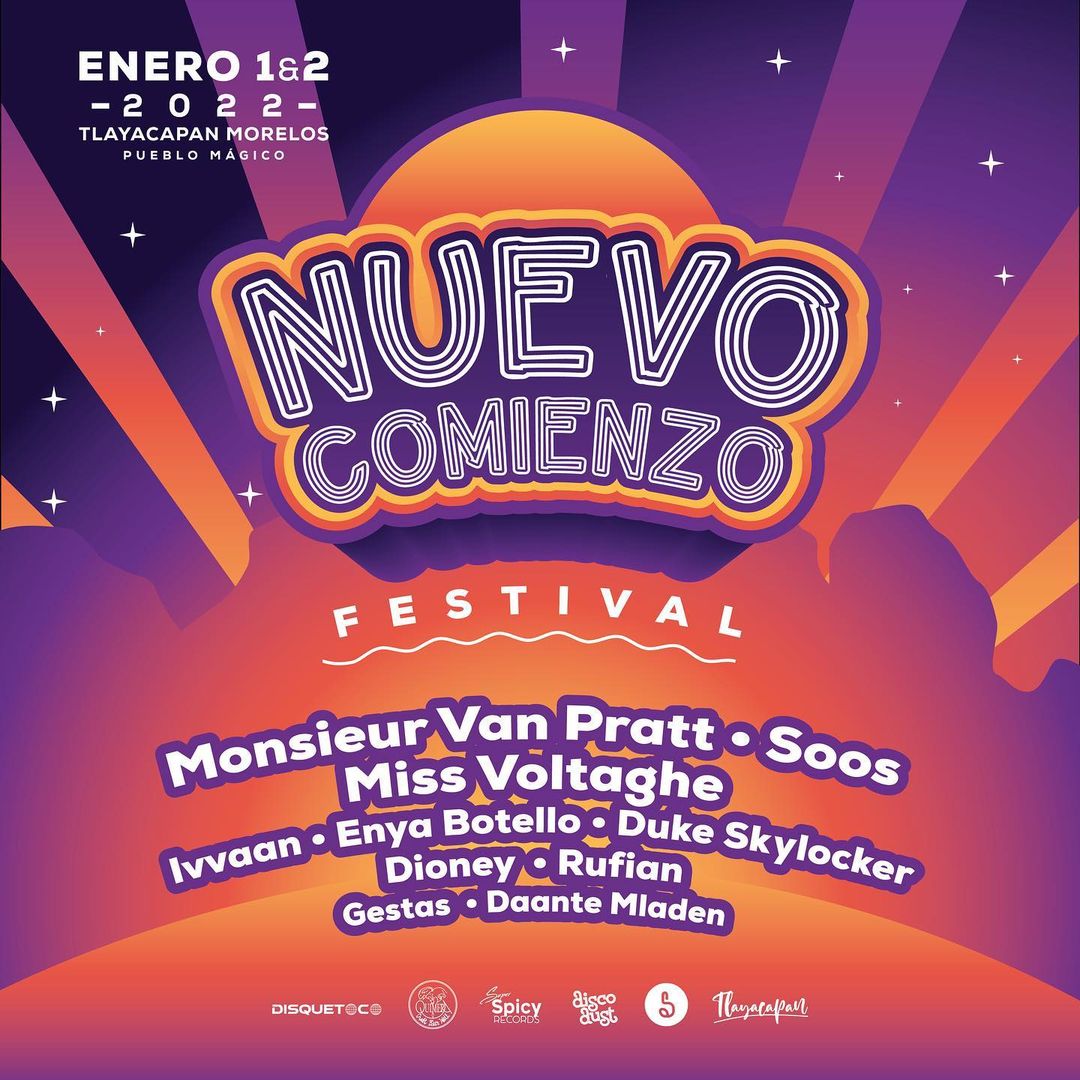 ENERO 1&2
-2022-
TLAYACAPAN MORELOS
PUEBLO MÁGICO
NUEVO
COMIENZO
FESTIVAL
Monsieur Van Pratt • Soos
Miss Voltaghe
Ivvaan • Enya Botello • Duke Skylocker
Dioney • Rufian
Gestas • Daante Mladen
DISQUETOCO
Super
Spicy
RECORDS
disco
dust
S
Tlayacapan